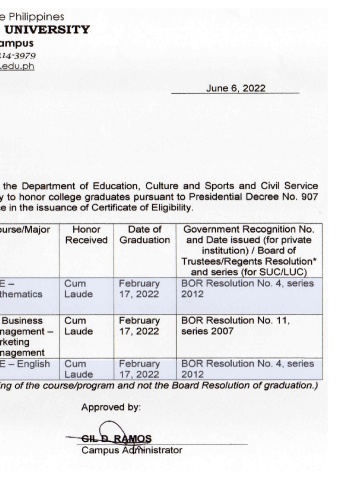 e Philippines
UNIVERSITY
ampus
14-3979
.edu.ph
June 6, 2022
the Department of Education, Culture and Sports and Civil Service
y to honor college graduates pursuant to Presidential Decree No. 907
ce in the issuance of Certificate of Eligibility.
ourse/Major Honor Received Date of Graduation Government Recognition No. and Date issued (for private institution) / Board of Trustees/Regents Resolution* and series (for SUC/LUC)
E – thematics Cum Laude February 17, 2022 BOR Resolution No. 4, series 2012
Business nagement – rketing nagement Cum Laude February 17, 2022 BOR Resolution No. 11, series 2007
E – English Cum Laude February 17, 2022 BOR Resolution No. 4, series 2012
ing of the course/program and not the Board Resolution of graduation.)
Approved by:
GIL D. RAMOS
Campus Administrator